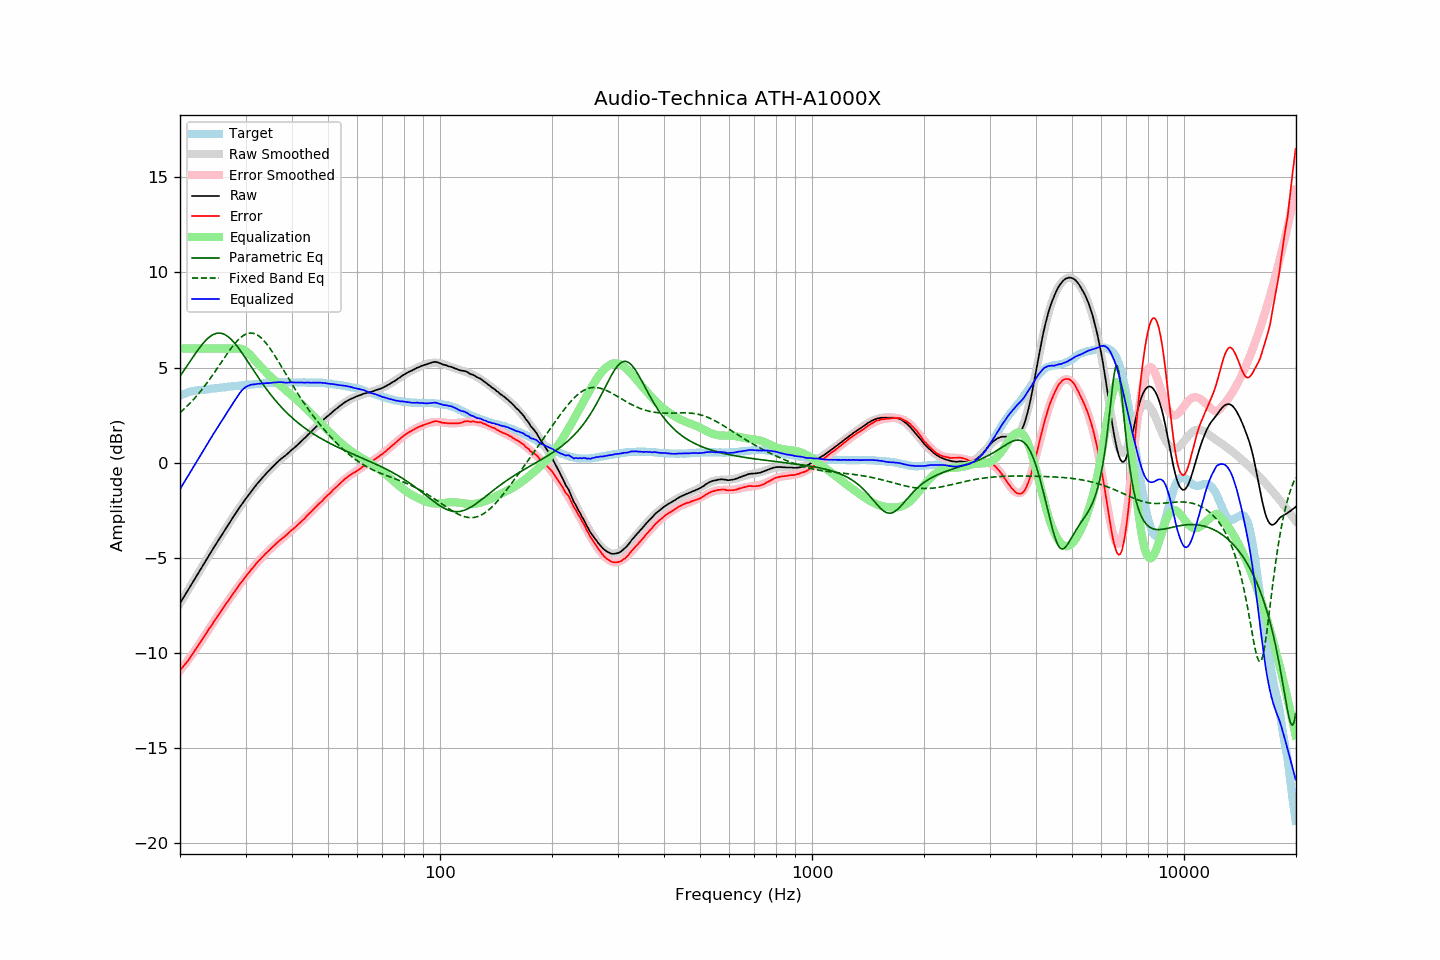 Audio-Technica ATH-A1000X
Target
Raw Smoothed
Error Smoothed
Raw
Error
Equalization
Parametric Eq
Fixed Band Eq
Equalized
15
10
5
0
−5
−10
−15
−20
Amplitude (dBr)
100
1000
10000
Frequency (Hz)